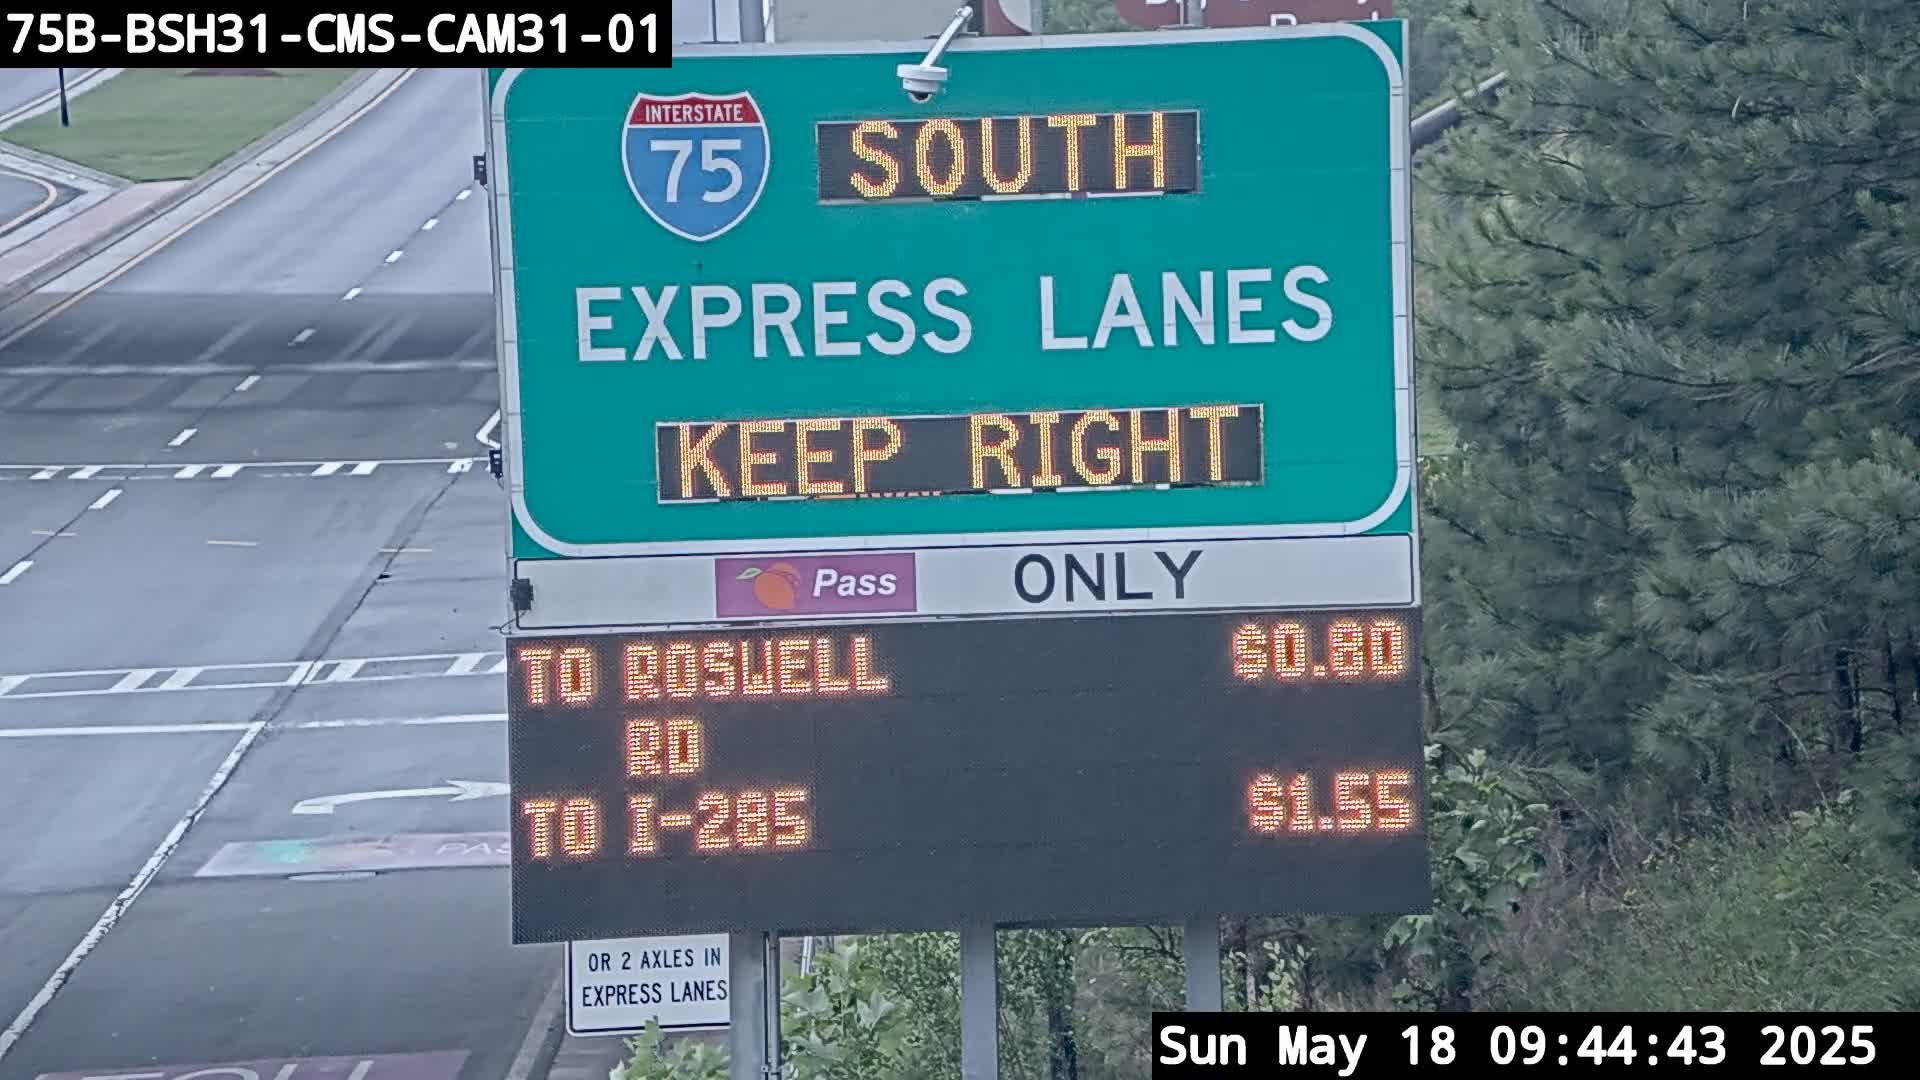 75B-BSH31-CMS-CAM31-01
INTERSTATE
75
SOUTH
EXPRESS LANES
KEEP RIGHT
Pass ONLY
TO ROSWELL $0.80
RD
TO I-285 $1.55
OR 2 AXLES IN
EXPRESS LANES
Sun May 18 09:44:43 2025